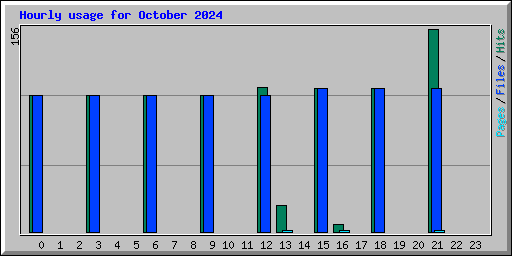 Hourly usage for October 2024
156
Pages/Files/Hits
0 1 2 3 4 5 6 7 8 9 10 11 12 13 14 15 16 17 18 19 20 21 22 23